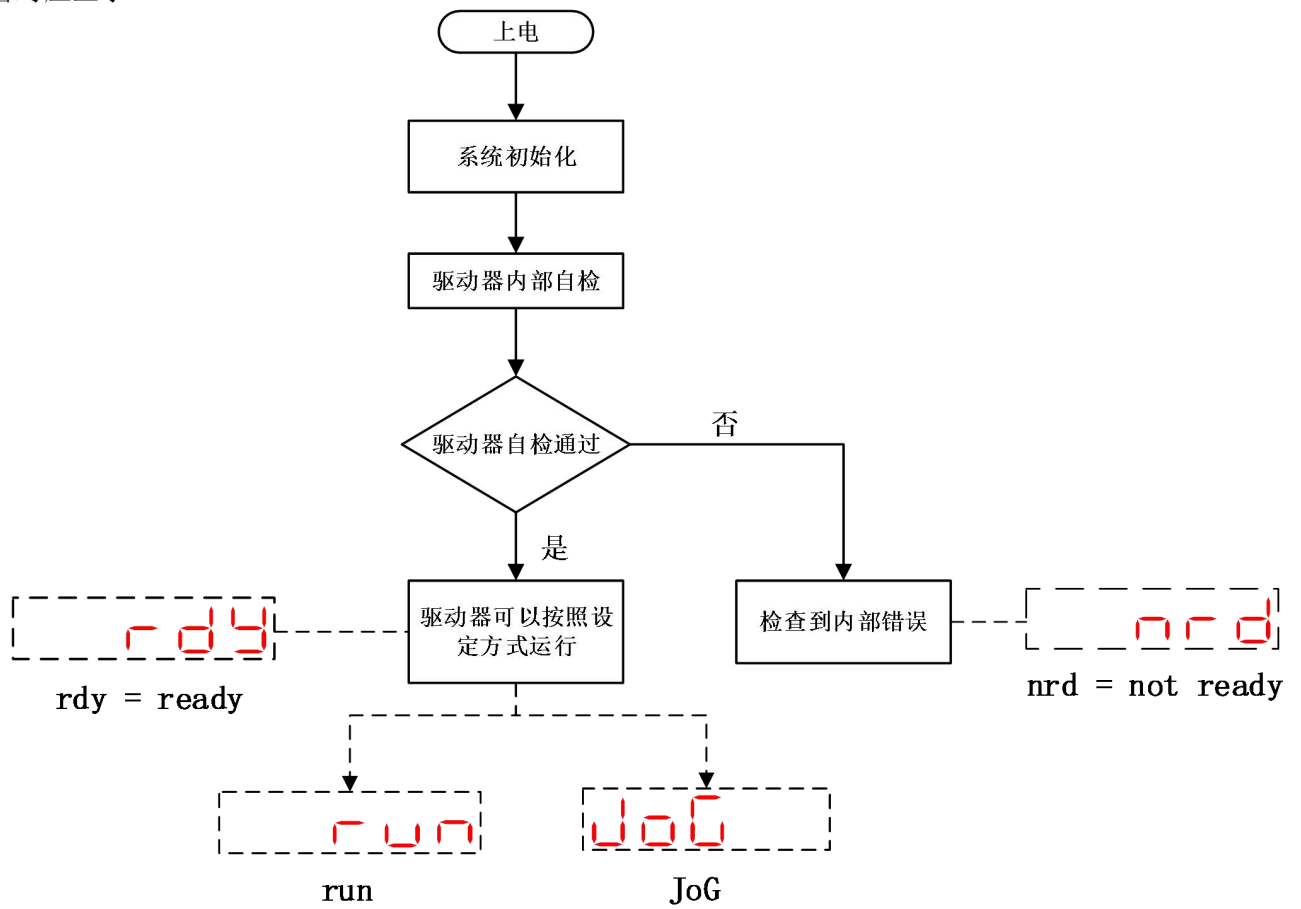 上电
系统初始化
驱动器内部自检
驱动器自检通过
否
是
驱动器可以按照设
定方式运行
检查到内部错误
rdy
nrd
rdy = ready
nrd = not ready
run
JoG
run
JoG